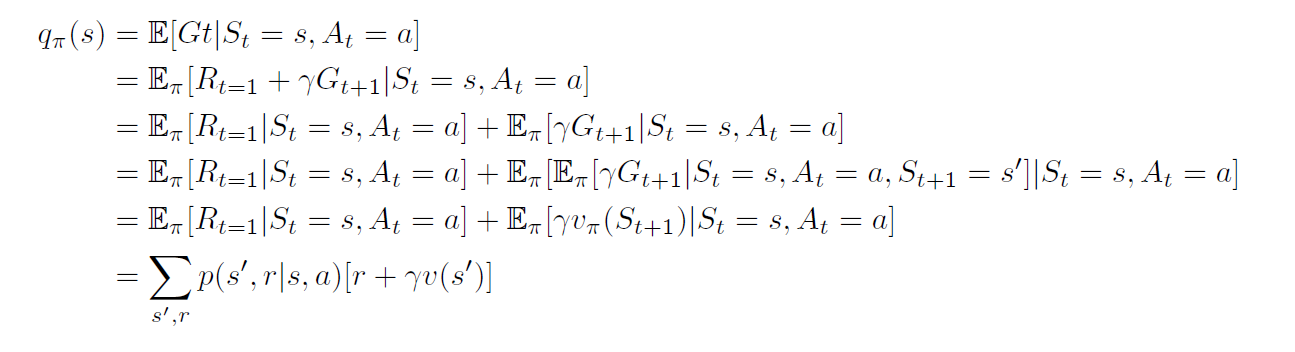 qπ(s) = 𝔼[Gt|S_t = s, A_t = a]
= 𝔼_π[R_{t=1} + γG_{t+1}|S_t = s, A_t = a]
= 𝔼_π[R_{t=1}|S_t = s, A_t = a] + 𝔼_π[γG_{t+1}|S_t = s, A_t = a]
= 𝔼_π[R_{t=1}|S_t = s, A_t = a] + 𝔼_π[𝔼_π[γG_{t+1}|S_t = s, A_t = a, S_{t+1} = s′]|S_t = s, A_t = a]
= 𝔼_π[R_{t=1}|S_t = s, A_t = a] + 𝔼_π[γv_π(S_{t+1})|S_t = s, A_t = a]
= ∑_{s′,r} p(s′, r|s, a)[r + γv(s′)]